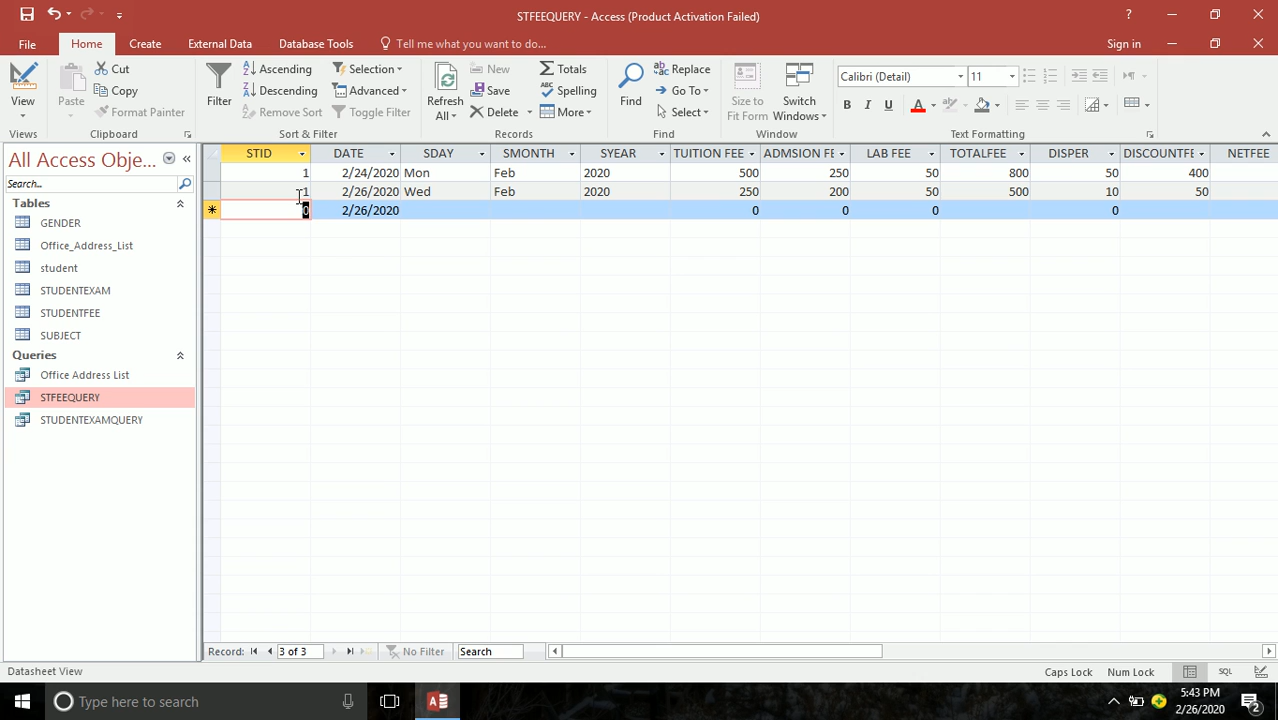 STFEEQUERY - Access (Product Activation Failed)
File Home Create External Data Database Tools Tell me what you want to do... Sign in
View
Views
Paste
Cut
Copy
Format Painter
Clipboard
Filter
Ascending
Descending
Remove Sort
Selection
Advanced
Toggle Filter
Sort & Filter
Refresh All
New
Save
Delete
Totals
Spelling
More
Records
Find
Replace
Go To
Select
Find
Size to Fit Form
Switch Windows
Window
Calibri (Detail) 11
B I U A
Text Formatting
All Access Obje...
Search...
Tables
GENDER
Office_Address_List
student
STUDENTEXAM
STUDENTFEE
SUBJECT
Queries
Office Address List
STFEEQUERY
STUDENTEXAMQUERY
STID DATE SDAY SMONTH SYEAR TUITION FEE ADMSION FE LAB FEE TOTALFEE DISPER DISCOUNTFE NETFEE
1 2/24/2020 Mon Feb 2020 500 250 50 800 50 400
1 2/26/2020 Wed Feb 2020 250 200 50 500 10 50
0 2/26/2020 0 0 0 0
Record: 3 of 3 No Filter Search
Datasheet View Caps Lock Num Lock SQL
Type here to search
5:43 PM
2/26/2020
2